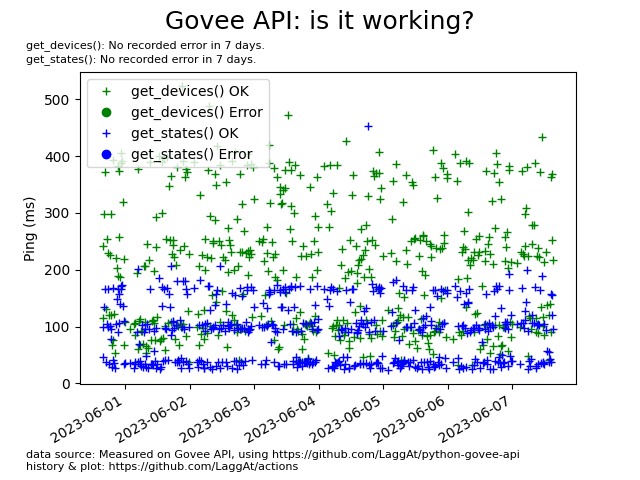 Govee API: is it working?
get_devices(): No recorded error in 7 days.
get_states(): No recorded error in 7 days.
get_devices() OK
get_devices() Error
get_states() OK
get_states() Error
Ping (ms)
500
400
300
200
100
0
2023-06-01
2023-06-02
2023-06-03
2023-06-04
2023-06-05
2023-06-06
2023-06-07
data source: Measured on Govee API, using https://github.com/LaggAt/python-govee-api
history & plot: https://github.com/LaggAt/actions